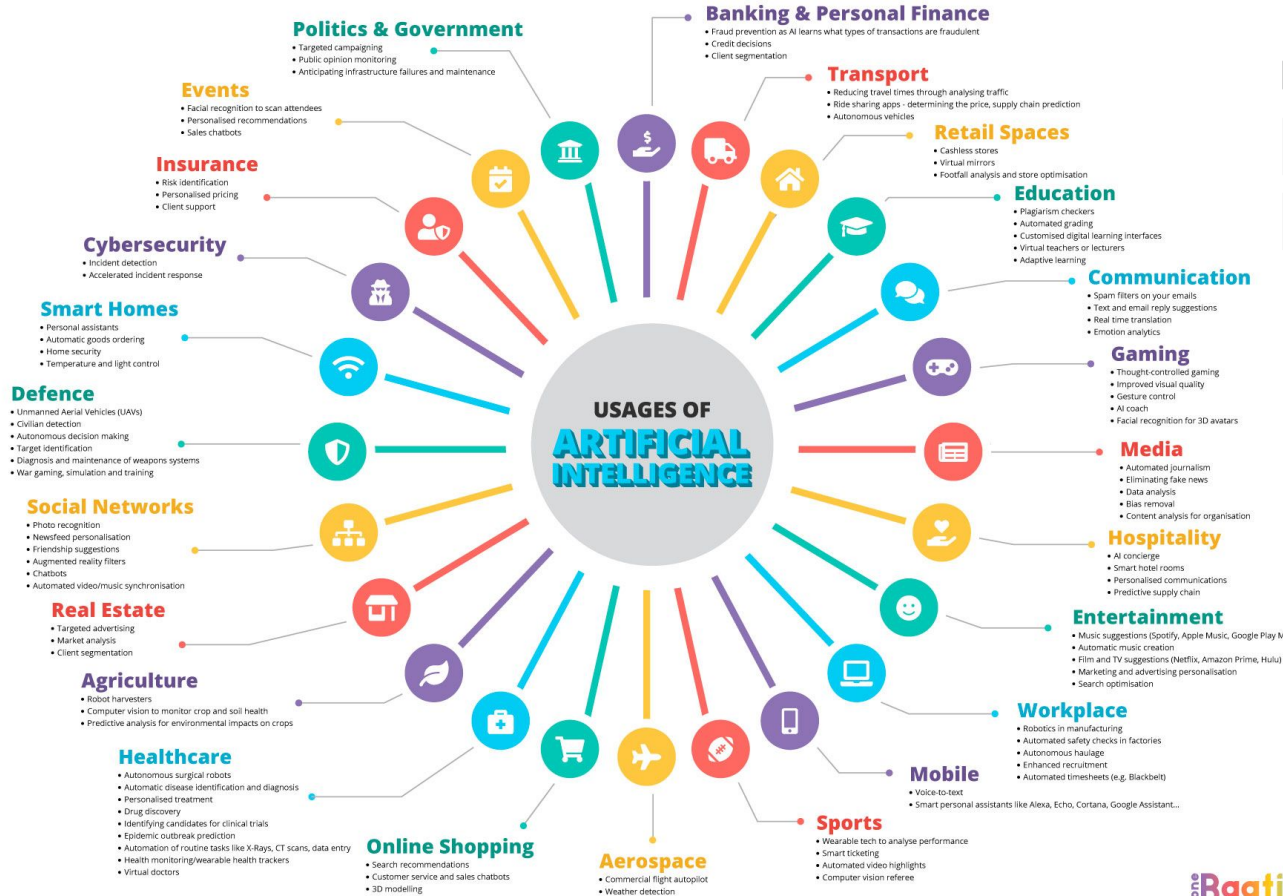 Banking & Personal Finance
• Fraud prevention as AI learns what types of transactions are fraudulent
• Credit decisions
• Client segmentation
Transport
• Reducing travel times through analysing traffic
• Ride sharing apps - determining the price, supply chain prediction
• Autonomous vehicles
Retail Spaces
• Cashless stores
• Virtual mirrors
• Footfall analysis and store optimisation
Education
• Plagiarism checkers
• Automated grading
• Customised digital learning interfaces
• Virtual teachers or lecturers
• Adaptive learning
Communication
• Spam filters on your emails
• Text and email reply suggestions
• Real time translation
• Emotion analytics
Gaming
• Thought-controlled gaming
• Improved visual quality
• Gesture control
• AI coach
• Facial recognition for 3D avatars
Media
• Automated journalism
• Eliminating fake news
• Data analysis
• Bias removal
• Content analysis for organisation
Hospitality
• AI concierge
• Smart hotel rooms
• Personalised communications
• Predictive supply chain
Entertainment
• Music suggestions (Spotify, Apple Music, Google Play M
• Automatic music creation
• Film and TV suggestions (Netflix, Amazon Prime, Hulu)
• Marketing and advertising personalisation
• Search optimisation
Workplace
• Robotics in manufacturing
• Automated safety checks in factories
• Autonomous haulage
• Enhanced recruitment
• Automated timesheets (e.g. Blackbelt)
Mobile
• Voice-to-text
• Smart personal assistants like Alexa, Echo, Cortana, Google Assistant...
Sports
• Wearable tech to analyse performance
• Smart ticketing
• Automated video highlights
• Computer vision referee
Aerospace
• Commercial flight autopilot
• Weather detection
Online Shopping
• Search recommendations
• Customer service and sales chatbots
• 3D modelling
Healthcare
• Autonomous surgical robots
• Automatic disease identification and diagnosis
• Personalised treatment
• Drug discovery
• Identifying candidates for clinical trials
• Epidemic outbreak prediction
• Automation of routine tasks like X-Rays, CT scans, data entry
• Health monitoring/wearable health trackers
• Virtual doctors
Agriculture
• Robot harvesters
• Computer vision to monitor crop and soil health
• Predictive analysis for environmental impacts on crops
Real Estate
• Targeted advertising
• Market analysis
• Client segmentation
Social Networks
• Photo recognition
• Newsfeed personalisation
• Friendship suggestions
• Augmented reality filters
• Chatbots
• Automated video/music synchronisation
Defence
• Unmanned Aerial Vehicles (UAVs)
• Civilian detection
• Autonomous decision making
• Target identification
• Diagnosis and maintenance of weapons systems
• War gaming, simulation and training
Smart Homes
• Personal assistants
• Automatic goods ordering
• Home security
• Temperature and light control
Cybersecurity
• Incident detection
• Accelerated incident response
Insurance
• Risk identification
• Personalised pricing
• Client support
Events
• Facial recognition to scan attendees
• Personalised recommendations
• Sales chatbots
Politics & Government
• Targeted campaigning
• Public opinion monitoring
• Anticipating infrastructure failures and maintenance
USAGES OF
ARTIFICIAL
INTELLIGENCE
$
one